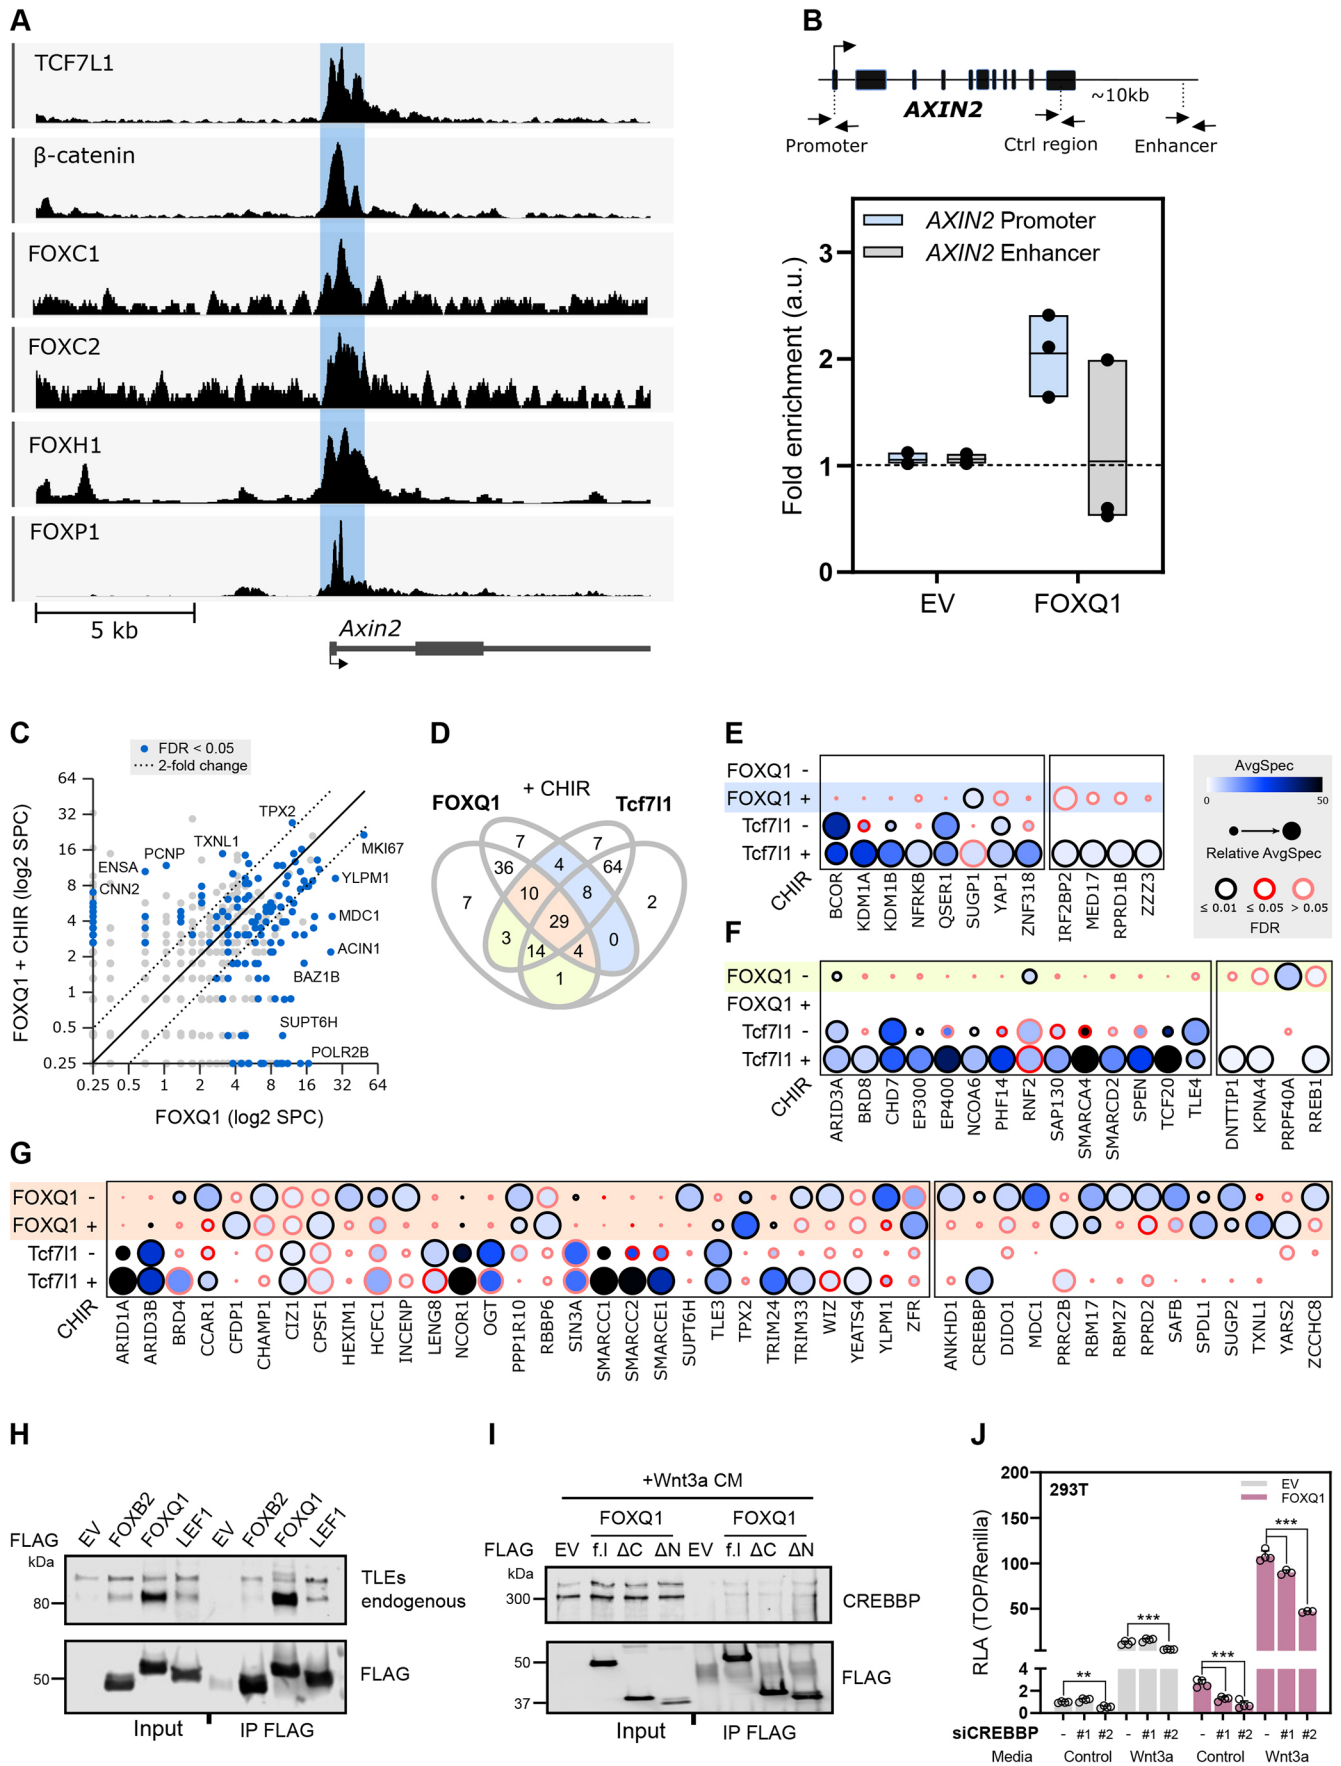 A
TCF7L1
β-catenin
FOXC1
FOXC2
FOXH1
FOXP1
5 kb
Axin2
B
AXIN2
~10kb
Promoter
Ctrl region
Enhancer
AXIN2 Promoter
AXIN2 Enhancer
Fold enrichment (a.u.)
3
2
1
0
EV
FOXQ1
C
FDR < 0.05
2-fold change
FOXQ1 + CHIR (log2 SPC)
64
32
16
8
4
2
1
0.5
0.25
TPX2
TXNL1
PCNP
ENSA
CNN2
MKI67
YLPM1
MDC1
ACIN1
BAZ1B
SUPT6H
POLR2B
0.25 0.5 1 2 4 8 16 32 64
FOXQ1 (log2 SPC)
D
+ CHIR
FOXQ1
Tcf7l1
7 7
36 4 64
7 10 8 2
29
3 14 4 0
1
E
FOXQ1 -
FOXQ1 +
Tcf7l1 -
Tcf7l1 +
CHIR
BCOR KDM1A KDM1B NFRKB QSER1 SUGP1 YAP1 ZNF318 IRF2BP2 MED17 RPRD1B ZZZ3
AvgSpec
0 50
Relative AvgSpec
≤ 0.01 ≤ 0.05 > 0.05
FDR
F
FOXQ1 -
FOXQ1 +
Tcf7l1 -
Tcf7l1 +
CHIR
ARID3A BRD8 CHD7 EP300 EP400 NCOA6 PHF14 RNF2 SAP130 SMARCA4 SMARCD2 SPEN TCF20 TLE4 DNTTIP1 KPNA4 PRPF40A RREB1
G
FOXQ1 -
FOXQ1 +
Tcf7l1 -
Tcf7l1 +
CHIR
ARID1A ARID3B BRD4 CCAR1 CFDP1 CHAMP1 CIZ1 CPSF1 HEXIM1 HCFC1 INCENP LENG8 NCOR1 OGT PPP1R10 RBBP6 SIN3A SMARCC1 SMARCC2 SMARCE1 SUPT6H TLE3 TPX2 TRIM24 TRIM33 WIZ YEATS4 YLPM1 ZFR ANKHD1 CREBBP DIDO1 MDC1 PRRC2B RBM17 RBM27 RPRD2 SAFB SPDL1 SUGP2 TXNL1 YARS2 ZCCHC8
H
FLAG EV FOXB2 FOXQ1 LEF1 EV FOXB2 FOXQ1 LEF1
kDa
80
TLEs
endogenous
50
FLAG
Input IP FLAG
I
+Wnt3a CM
FOXQ1 FOXQ1
FLAG EV f.l ΔC ΔN EV f.l ΔC ΔN
kDa
300
CREBBP
50
37
FLAG
Input IP FLAG
J
293T
EV
FOXQ1
RLA (TOP/Renilla)
200
150
100
50
4
2
0
** *** *** ***
siCREBBP - #1 #2 - #1 #2 - #1 #2 - #1 #2
Media Control Wnt3a Control Wnt3a